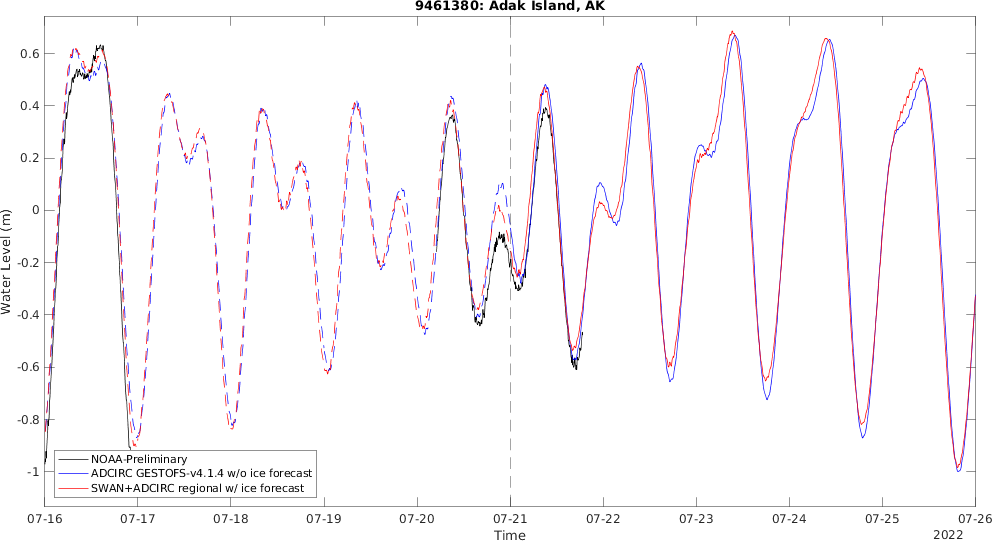 9461380: Adak Island, AK
Water Level (m)
0.6
0.4
0.2
0
-0.2
-0.4
-0.6
-0.8
-1
NOAA-Preliminary
ADCIRC GESTOFS-v4.1.4 w/o ice forecast
SWAN+ADCIRC regional w/ ice forecast
07-16 07-17 07-18 07-19 07-20 07-21 07-22 07-23 07-24 07-25 07-26
Time
2022